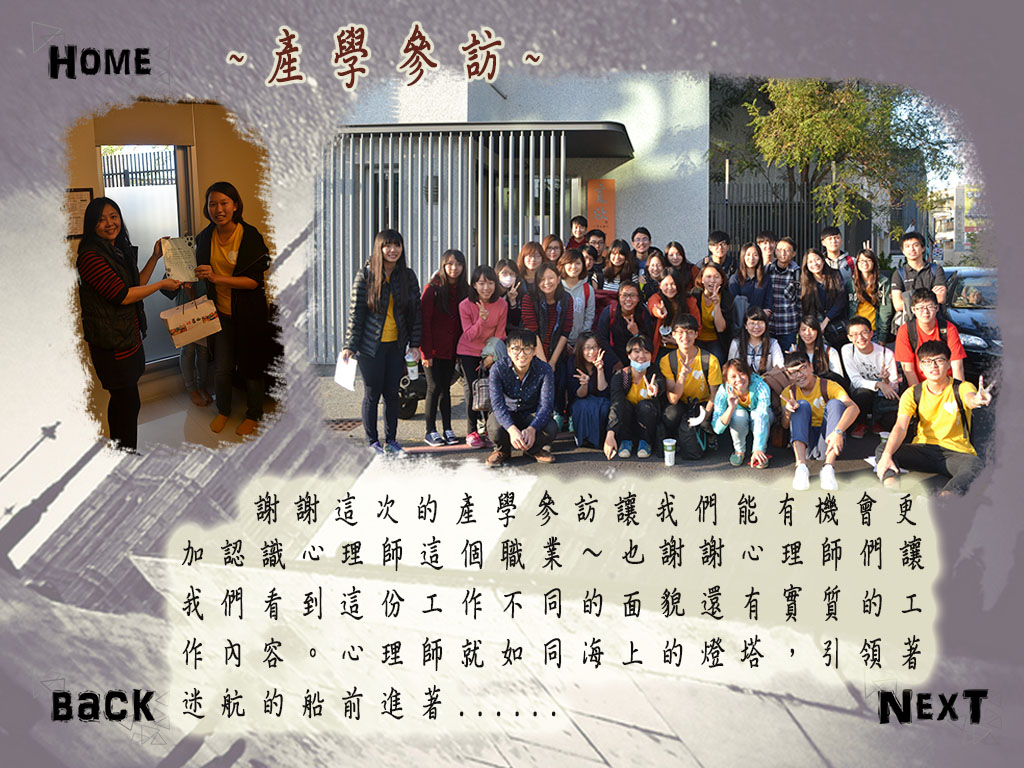 HOME
~產學參訪~
謝謝這次的產學參訪讓我們能有機會更
加認識心理師這個職業～也謝謝心理師們讓
我們看到這份工作不同的面貌還有實質的工
作內容。心理師就如同海上的燈塔，引領著
迷航的船前進著......
BACK
NEXT